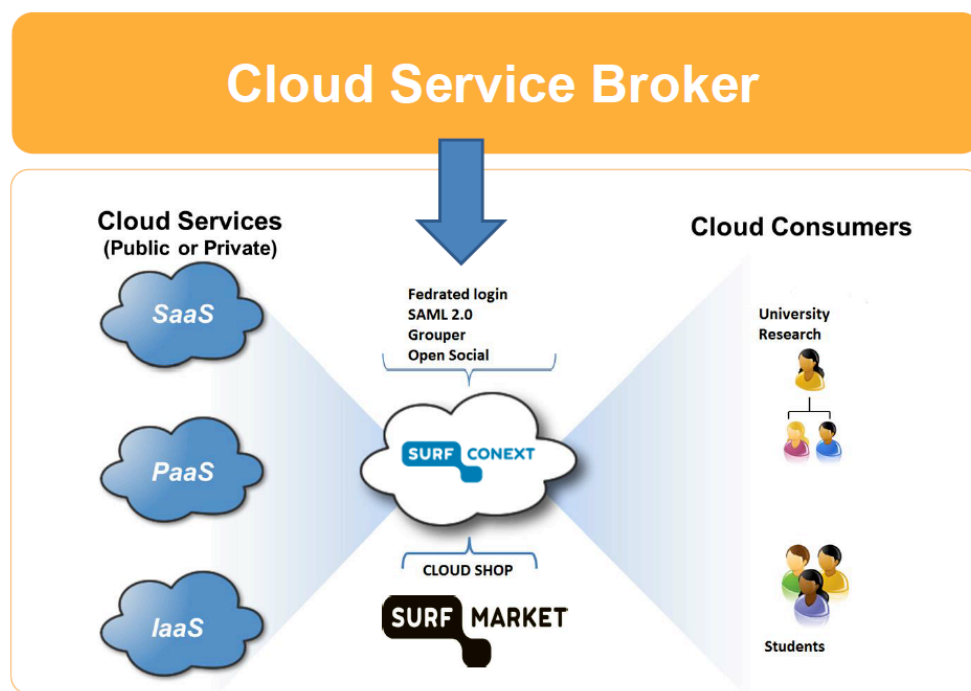 Cloud Service Broker
Cloud Services
(Public or Private)
Cloud Consumers
SaaS
PaaS
IaaS
Fedrated login
SAML 2.0
Grouper
Open Social
SURF CONEXT
CLOUD SHOP
SURF MARKET
University
Research
Students